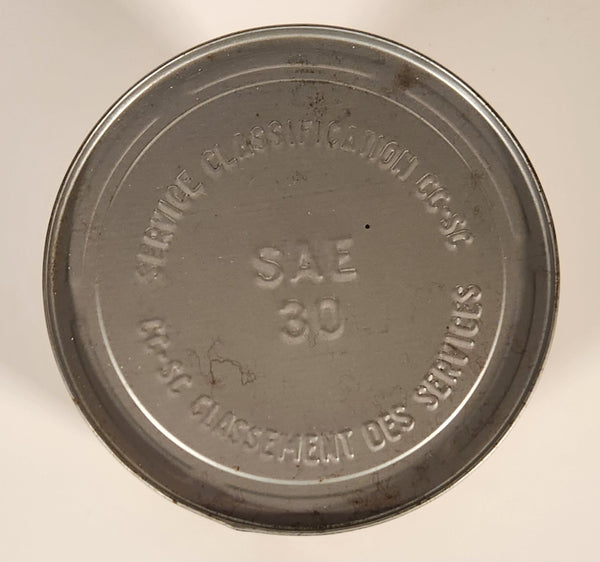 SERVICE CLASSIFICATION CC-SC
SAE
30
CC-SC CLASSEMENT DES SERVICES